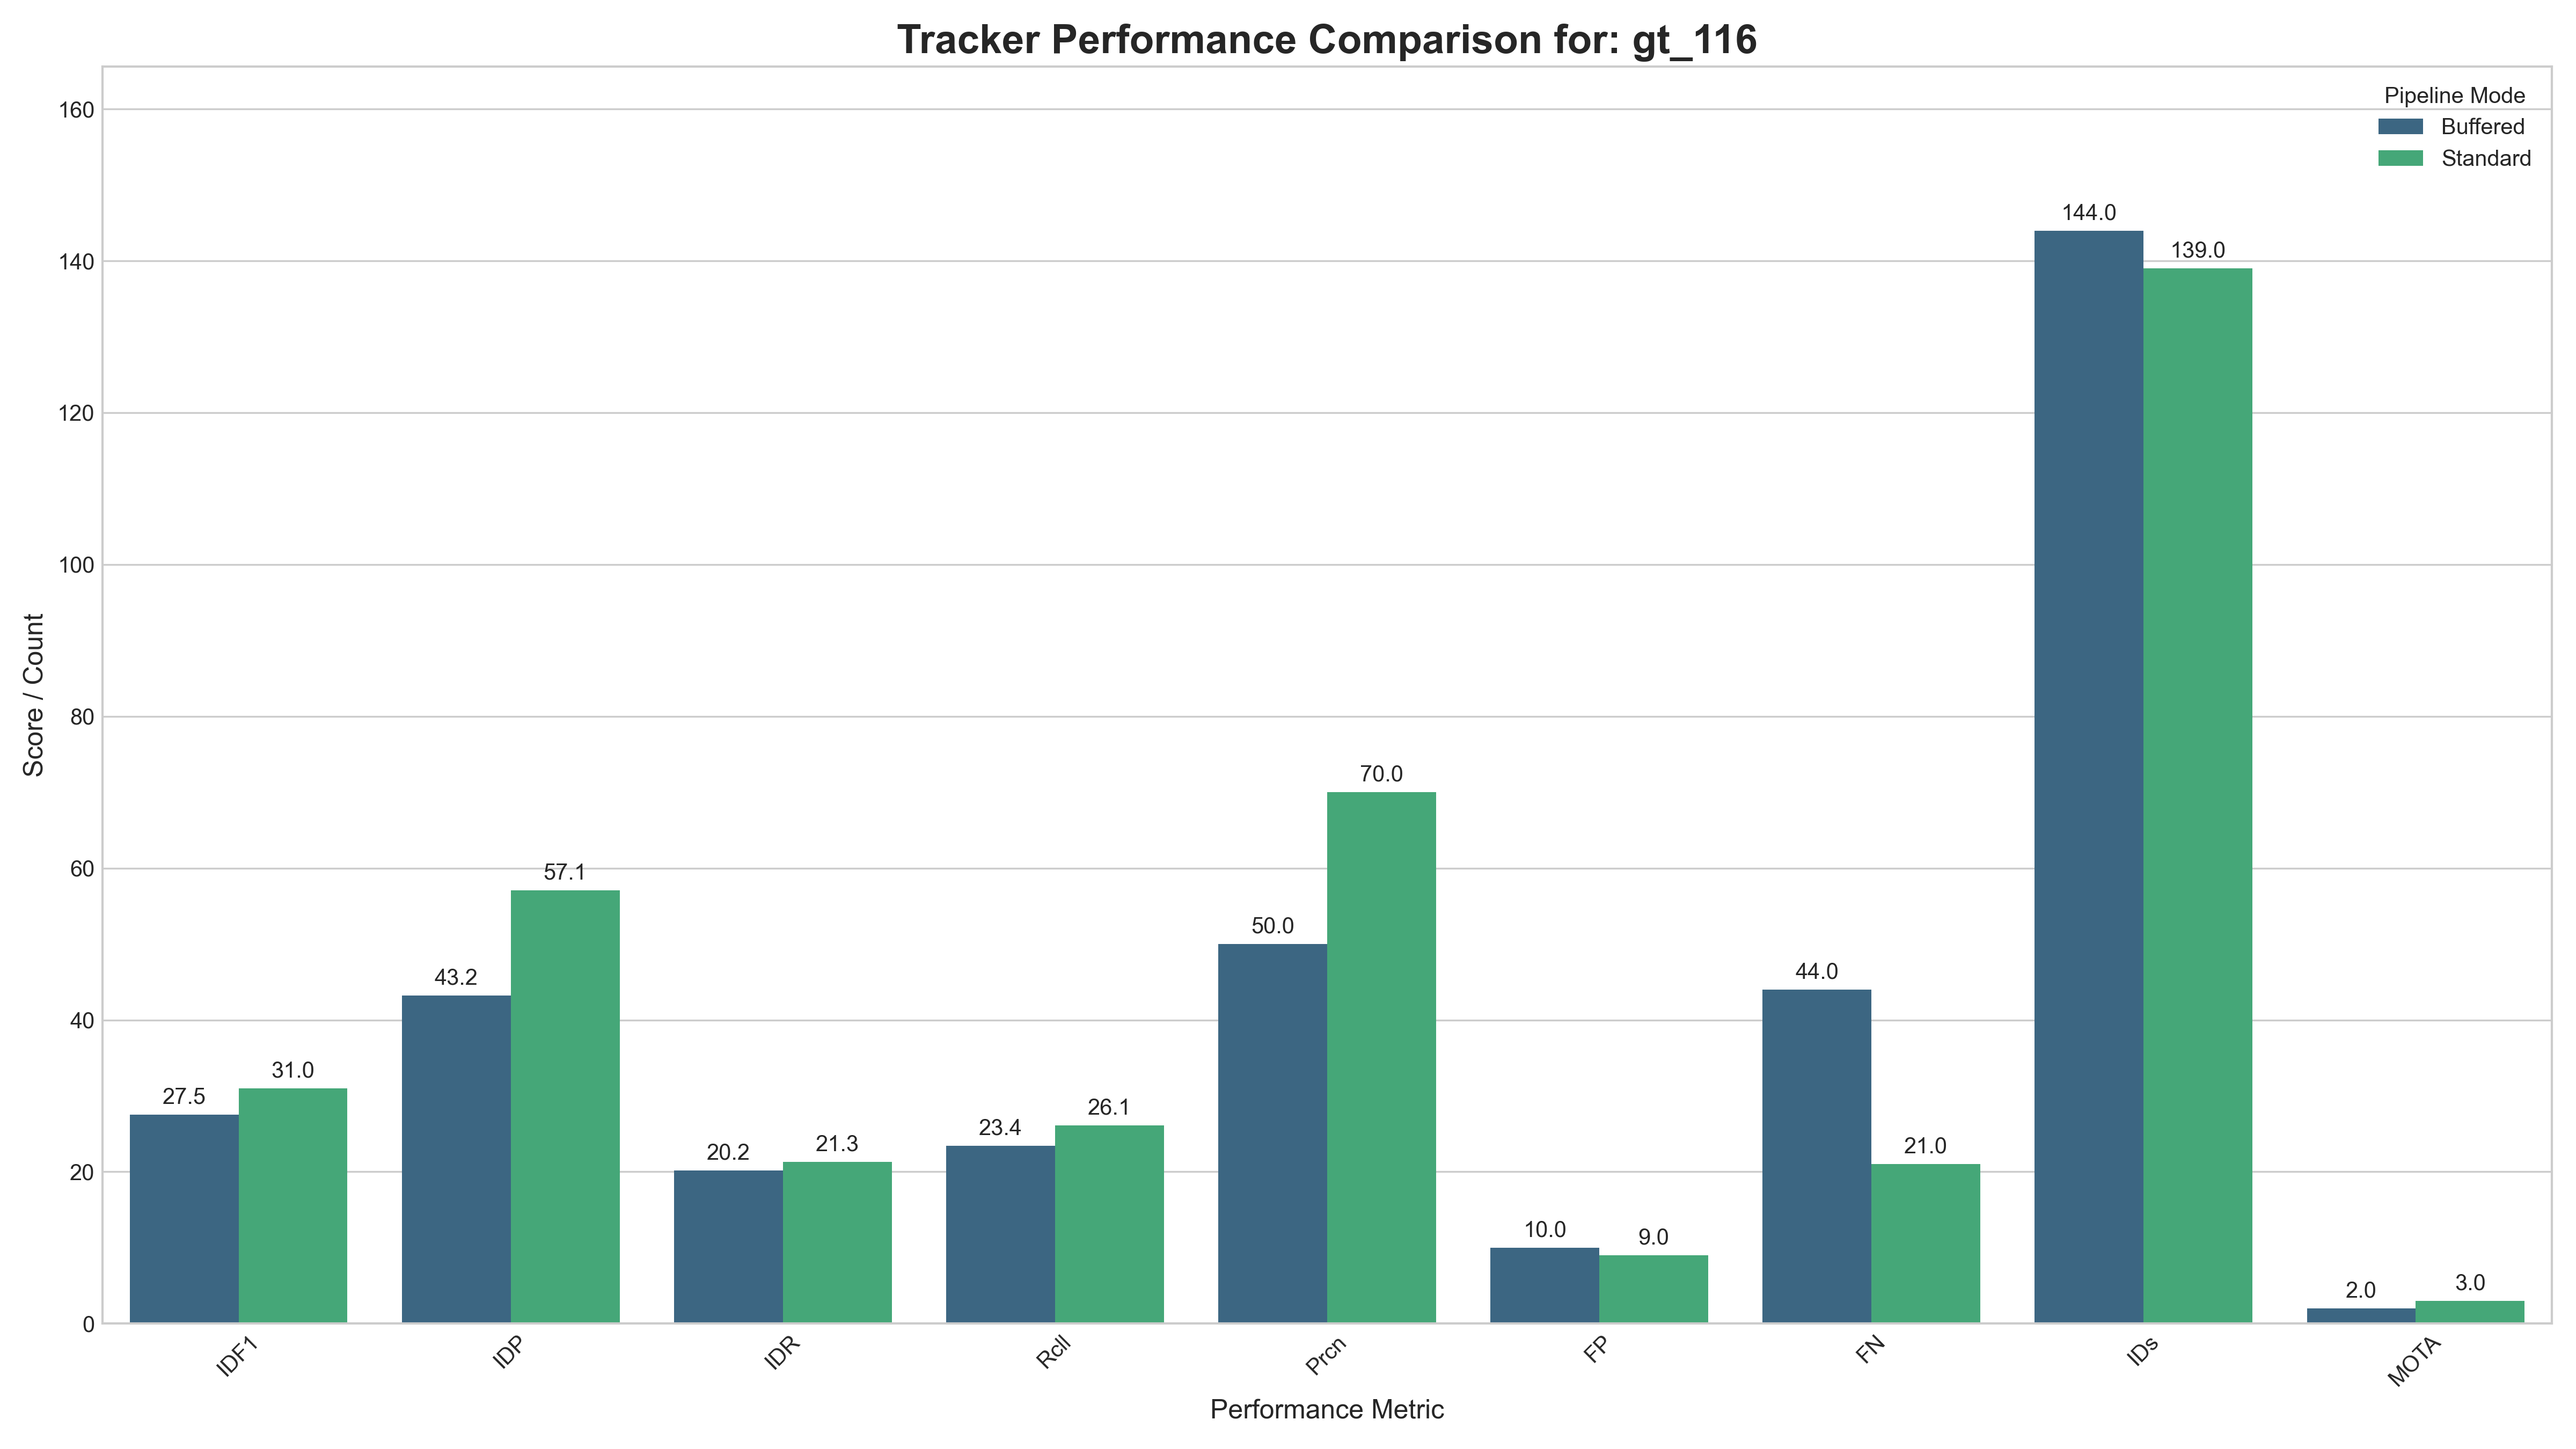 Tracker Performance Comparison for: gt_116
Pipeline Mode
Buffered
Standard
Score / Count
160
140
120
100
80
60
40
20
0
27.5
31.0
43.2
57.1
20.2
21.3
23.4
26.1
50.0
70.0
10.0
9.0
44.0
21.0
144.0
139.0
2.0
3.0
IDF1
IDP
IDR
Rcll
Prcn
FP
FN
IDs
MOTA
Performance Metric